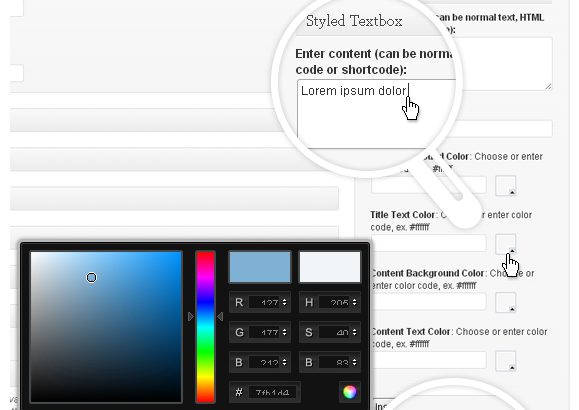 Styled Textbox
can be normal text, HTML
Enter content (can be norma
code or shortcode):
Lorem ipsum dolor
Color: Choose or enter
Title Text Color: Choose or enter color
code, ex. #ffffff
Content Background Color: Choose or
enter color code, ex. #ffffff
Content Text Color: Choose or enter color
code, ex. #ffffff
R 127 H 205
G 177 S 40
B 212 B 83
# 7fb1d4